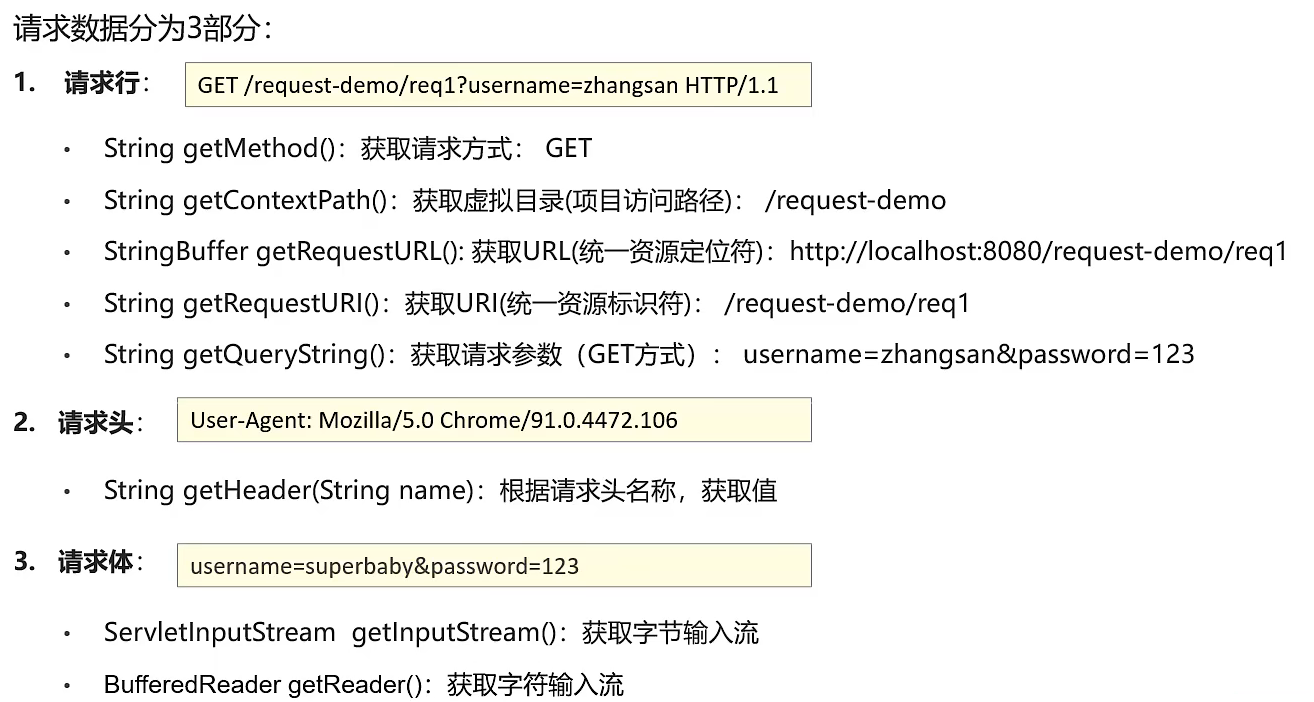 请求数据分为3部分：
1. 请求行： GET /request-demo/req1?username=zhangsan HTTP/1.1
• String getMethod()：获取请求方式： GET
• String getContextPath()：获取虚拟目录(项目访问路径)： /request-demo
• StringBuffer getRequestURL(): 获取URL(统一资源定位符)：http://localhost:8080/request-demo/req1
• String getRequestURI()：获取URI(统一资源标识符)： /request-demo/req1
• String getQueryString()：获取请求参数（GET方式）： username=zhangsan&password=123
2. 请求头： User-Agent: Mozilla/5.0 Chrome/91.0.4472.106
• String getHeader(String name)：根据请求头名称，获取值
3. 请求体： username=superbaby&password=123
• ServletInputStream getInputStream()：获取字节输入流
• BufferedReader getReader()：获取字符输入流